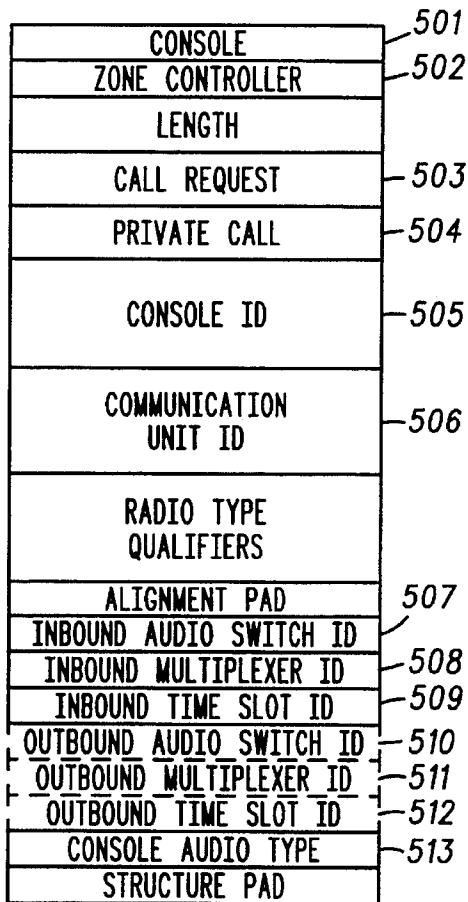 CONSOLE 501
ZONE CONTROLLER 502
LENGTH
CALL REQUEST 503
PRIVATE CALL 504
CONSOLE ID 505
COMMUNICATION
UNIT ID 506
RADIO TYPE
QUALIFIERS
ALIGNMENT PAD
INBOUND AUDIO SWITCH ID 507
INBOUND MULTIPLEXER ID 508
INBOUND TIME SLOT ID 509
OUTBOUND AUDIO SWITCH ID 510
OUTBOUND MULTIPLEXER ID 511
OUTBOUND TIME SLOT ID 512
CONSOLE AUDIO TYPE 513
STRUCTURE PAD